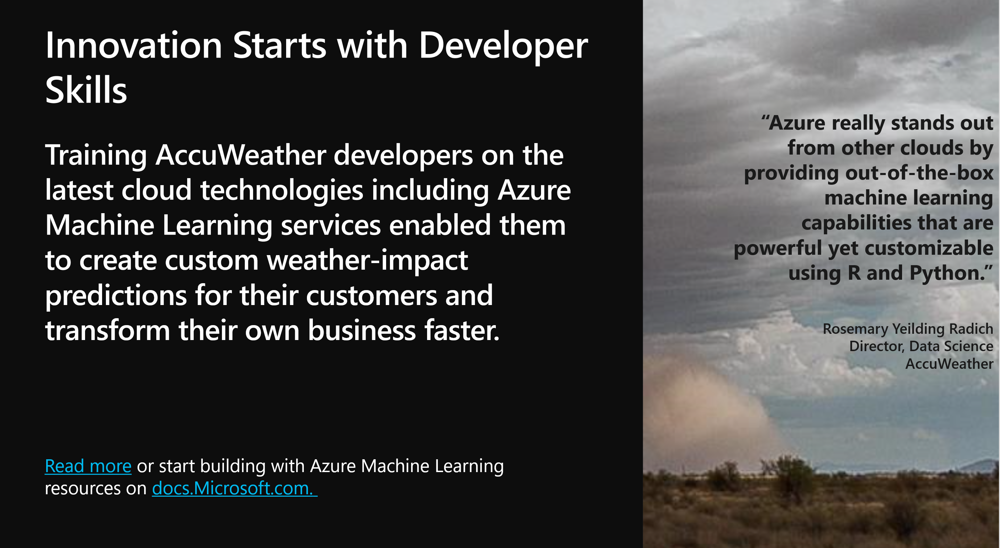 Innovation Starts with Developer
Skills
Training AccuWeather developers on the
latest cloud technologies including Azure
Machine Learning services enabled them
to create custom weather-impact
predictions for their customers and
transform their own business faster.
Read more or start building with Azure Machine Learning
resources on docs.Microsoft.com.
“Azure really stands out
from other clouds by
providing out-of-the-box
machine learning
capabilities that are
powerful yet customizable
using R and Python.”
Rosemary Yeilding Radich
Director, Data Science
AccuWeather